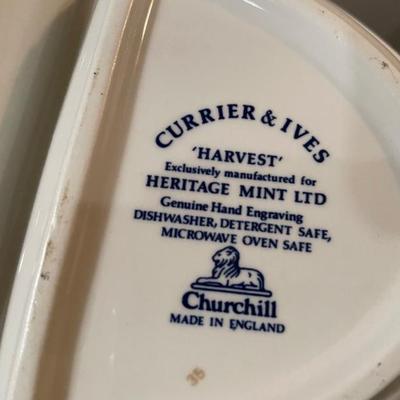 CURRIER & IVES
'HARVEST'
Exclusively manufactured for
HERITAGE MINT LTD
Genuine Hand Engraving
DISHWASHER, DETERGENT SAFE,
MICROWAVE OVEN SAFE
Churchill
MADE IN ENGLAND
35